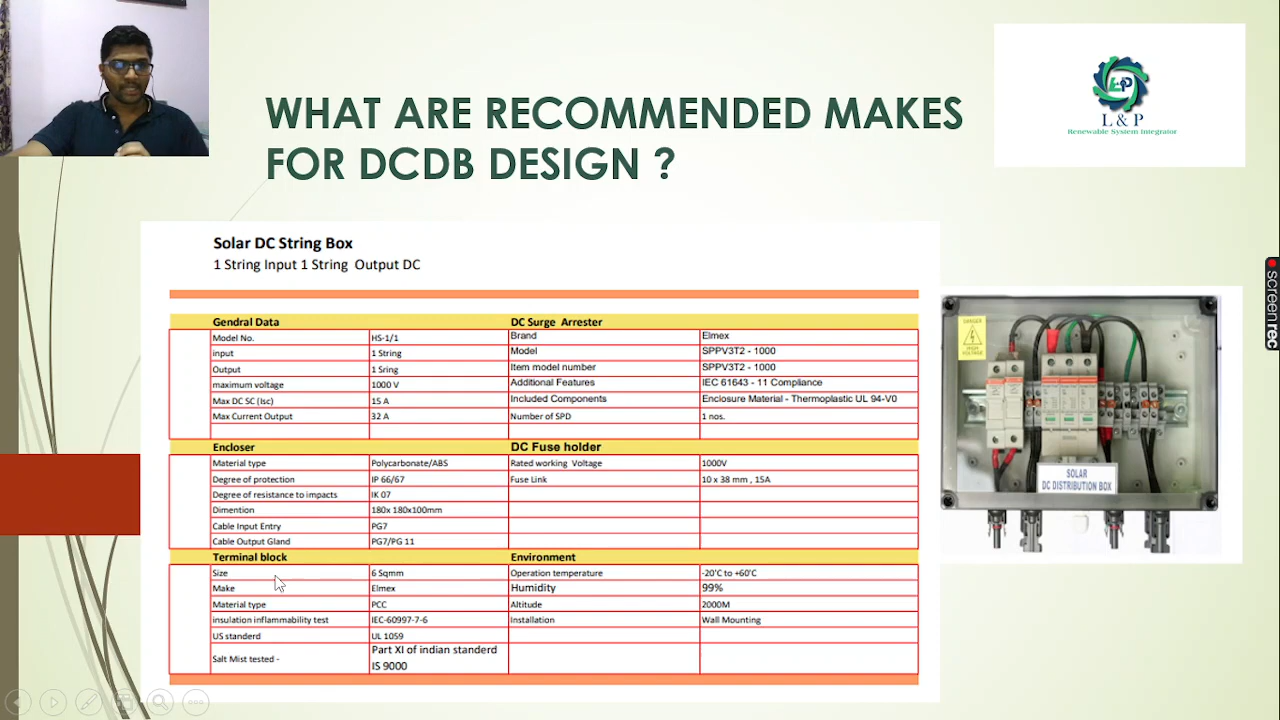 WHAT ARE RECOMMENDED MAKES
FOR DCDB DESIGN ?
L & P
Renewable System Integrator
Solar DC String Box
1 String Input 1 String Output DC
Gendral Data DC Surge Arrester
Model No. HS-1/1 Brand Elmex
input 1 String Model SPPV3T2 - 1000
Output 1 Sring Item model number SPPV3T2 - 1000
maximum voltage 1000 V Additional Features IEC 61643 - 11 Compliance
Max DC SC (Isc) 15 A Included Components Enclosure Material - Thermoplastic UL 94-V0
Max Current Output 32 A Number of SPD 1 nos.
Encloser DC Fuse holder
Material type Polycarbonate/ABS Rated working Voltage 1000V
Degree of protection IP 66/67 Fuse Link 10 x 38 mm , 15A
Degree of resistance to impacts IK 07
Dimention 180x 180x100mm
Cable Input Entry PG7
Cable Output Gland PG7/PG 11
Terminal block Environment
Size 6 Sqmm Operation temperature -20'C to +60'C
Make Elmex Humidity 99%
Material type PCC Altitude 2000M
insulation inflammability test IEC-60997-7-6 Installation Wall Mounting
US standerd UL 1059
Salt Mist tested - Part XI of indian standerd
IS 9000
DANGER
HIGH
VOLTAGE
SOLAR
DC DISTRIBUTION BOX
screenrec